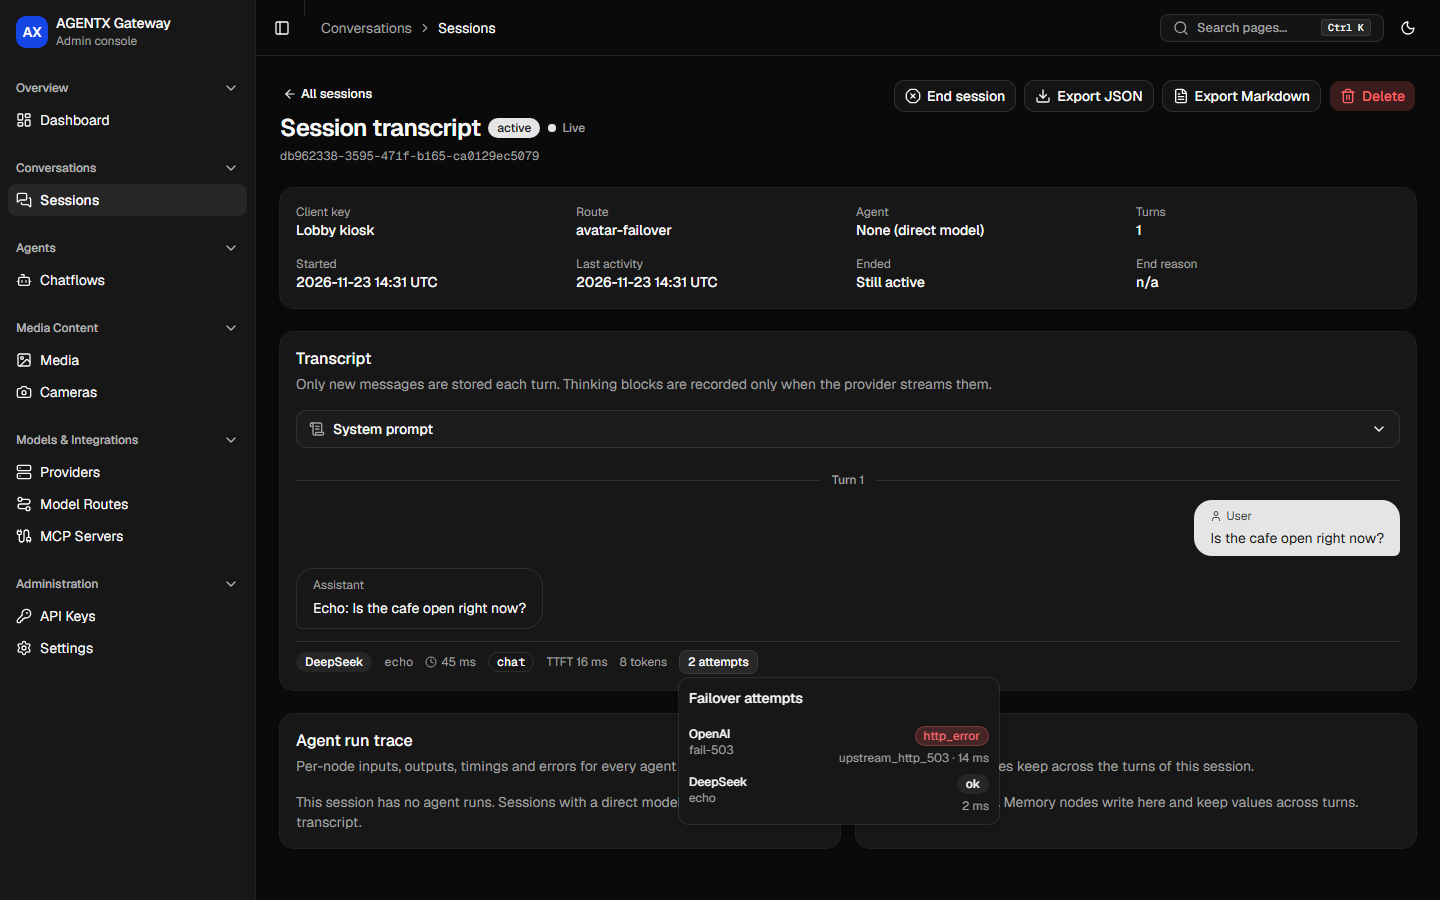 AX
AGENTX Gateway
Admin console
Overview
Dashboard
Conversations
Sessions
Agents
Chatflows
Media Content
Media
Cameras
Models & Integrations
Providers
Model Routes
MCP Servers
Administration
API Keys
Settings
Conversations > Sessions
Search pages...
Ctrl K
← All sessions
End session
Export JSON
Export Markdown
Delete
Session transcript
active
Live
db962338-3595-471f-b165-ca0129ec5079
Client key
Lobby kiosk
Route
avatar-failover
Agent
None (direct model)
Turns
1
Started
2026-11-23 14:31 UTC
Last activity
2026-11-23 14:31 UTC
Ended
Still active
End reason
n/a
Transcript
Only new messages are stored each turn. Thinking blocks are recorded only when the provider streams them.
System prompt
Turn 1
User
Is the cafe open right now?
Assistant
Echo: Is the cafe open right now?
DeepSeek echo 45 ms chat TTFT 16 ms 8 tokens 2 attempts
Failover attempts
OpenAI
http_error
fail-503
upstream_http_503 · 14 ms
DeepSeek
ok
echo
2 ms
Agent run trace
Per-node inputs, outputs, timings and errors for every agent
This session has no agent runs. Sessions with a direct
transcript.
keep across the turns of this session.
Memory nodes write here and keep values across turns.